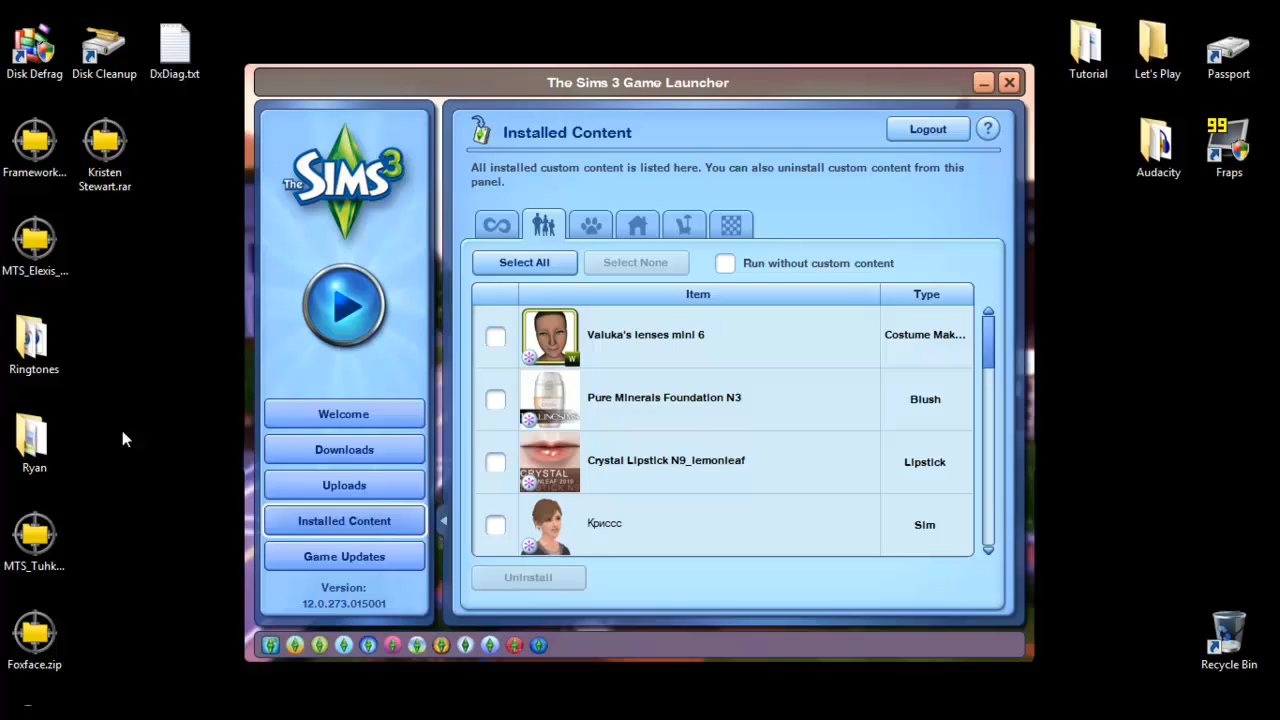 Disk Defrag
Disk Cleanup
DxDiag.txt
Framework...
Kristen
Stewart.rar
MTS_Elexis_...
Ringtones
Ryan
MTS_Tuhk...
Foxface.zip
The Sims 3 Game Launcher
The SIMS 3
Welcome
Downloads
Uploads
Installed Content
Game Updates
Version:
12.0.273.015001
Installed Content
Logout
?
All installed custom content is listed here. You can also uninstall custom content from this
panel.
Select All
Select None
Run without custom content
Item
Type
Valuka's lenses mini 6
Costume Mak...
W
Pure Minerals Foundation N3
Blush
Crystal Lipstick N9_lemonleaf
Lipstick
CRYSTAL
Крисcс
Sim
Uninstall
Tutorial
Let's Play
Passport
Audacity
99
Fraps
Recycle Bin